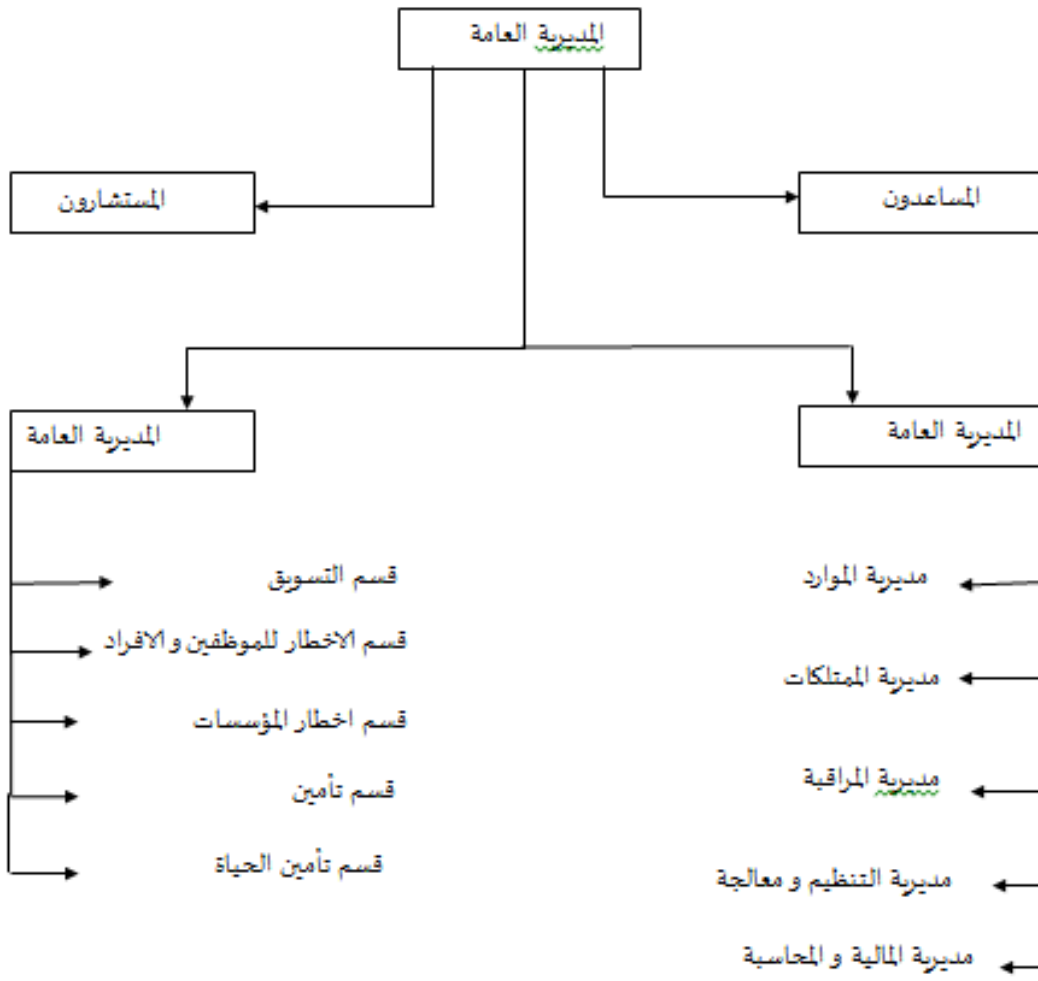 المديرية العامة
المساعدون
المستشارون
المديرية العامة
المديرية العامة
مديرية الموارد
مديرية الممتلكات
مديرية المراقبة
مديرية التنظيم و معالجة
مديرية المالية و المحاسبة
قسم التسويق
قسم الاخطار للموظفين و الافراد
قسم اخطار المؤسسات
قسم تأمين
قسم تأمين الحياة